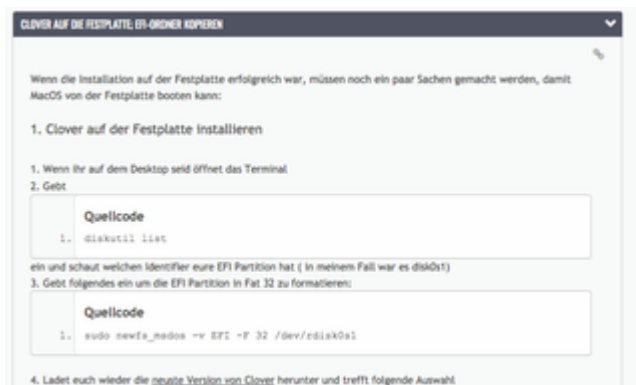 CLOVER AUF DIE FESTPLATTE; EFI-ORDNER KOPIEREN
Wenn die Installation auf der Festplatte erfolgreich war, müssen noch ein paar Sachen gemacht werden, damit
MacOS von der Festplatte booten kann:
1. Clover auf der Festplatte installieren
1. Wenn ihr auf dem Desktop seid öffnet das Terminal
2. Gebt
Quellcode
1. diskutil list
ein und schaut welchen Identifier eure EFI Partition hat ( in meinem Fall war es disk0s1)
3. Gebt folgendes ein um die EFI Partition in Fat 32 zu formatieren:
Quellcode
1. sudo newfs_msdos -v EFI -F 32 /dev/rdisk0s1
4. Ladet euch wieder die neuste Version von Clover herunter und trefft folgende Auswahl